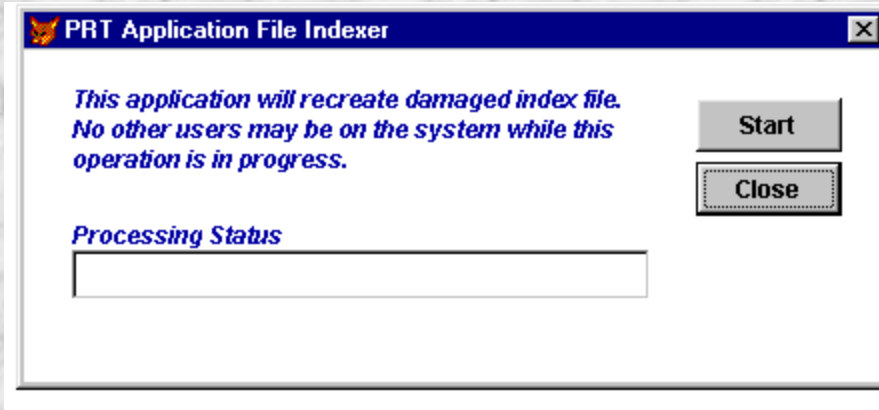 PRT Application File Indexer
This application will recreate damaged index file.
No other users may be on the system while this
operation is in progress.
Start
Close
Processing Status